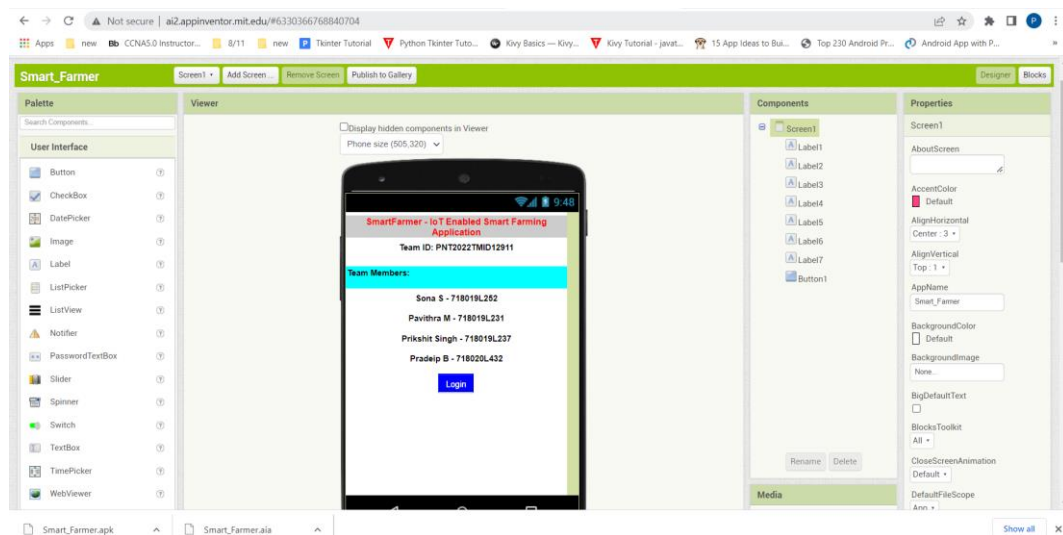 Not secure | ai2.appinventor.mit.edu/#6330366768840704
P
Apps new Bb CCNA5.0 Instructor... 8/11 new P Tkinter Tutorial Python Tkinter Tuto... Kivy Basics — Kivy... Kivy Tutorial - javat... 15 App Ideas to Bui... Top 230 Android Pr... Android App with P... »
Smart_Farmer Screen1 Add Screen ... Remove Screen Publish to Gallery Designer Blocks
Palette Viewer Components Properties
Search Components...
User Interface
Button
CheckBox
DatePicker
Image
Label
ListPicker
ListView
Notifier
PasswordTextBox
Slider
Spinner
Switch
TextBox
TimePicker
WebViewer
Display hidden components in Viewer
Phone size (505,320)
9:48
SmartFarmer - IoT Enabled Smart Farming
Application
Team ID: PNT2022TMID12911
Team Members:
Sona S - 718019L252
Pavithra M - 718019L231
Prikshit Singh - 718019L237
Pradeip B - 718020L432
Login
Screen1
Label1
Label2
Label3
Label4
Label5
Label6
Label7
Button1
Rename Delete
Media
Screen1
AboutScreen
AccentColor
Default
AlignHorizontal
Center : 3
AlignVertical
Top : 1
AppName
Smart_Farmer
BackgroundColor
Default
BackgroundImage
None...
BigDefaultText
BlocksToolkit
All
CloseScreenAnimation
Default
DefaultFileScope
App
Smart_Farmer.apk Smart_Farmer.aia Show all